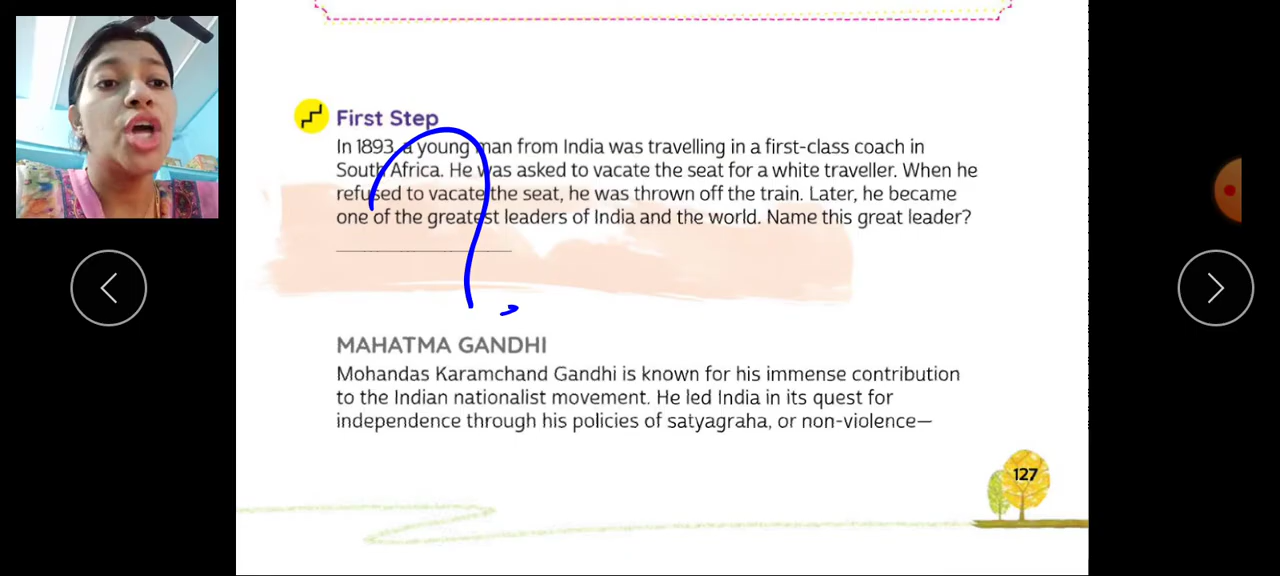 First Step
In 1893, a young man from India was travelling in a first-class coach in
South Africa. He was asked to vacate the seat for a white traveller. When he
refused to vacate the seat, he was thrown off the train. Later, he became
one of the greatest leaders of India and the world. Name this great leader?
MAHATMA GANDHI
Mohandas Karamchand Gandhi is known for his immense contribution
to the Indian nationalist movement. He led India in its quest for
independence through his policies of satyagraha, or non-violence—
127